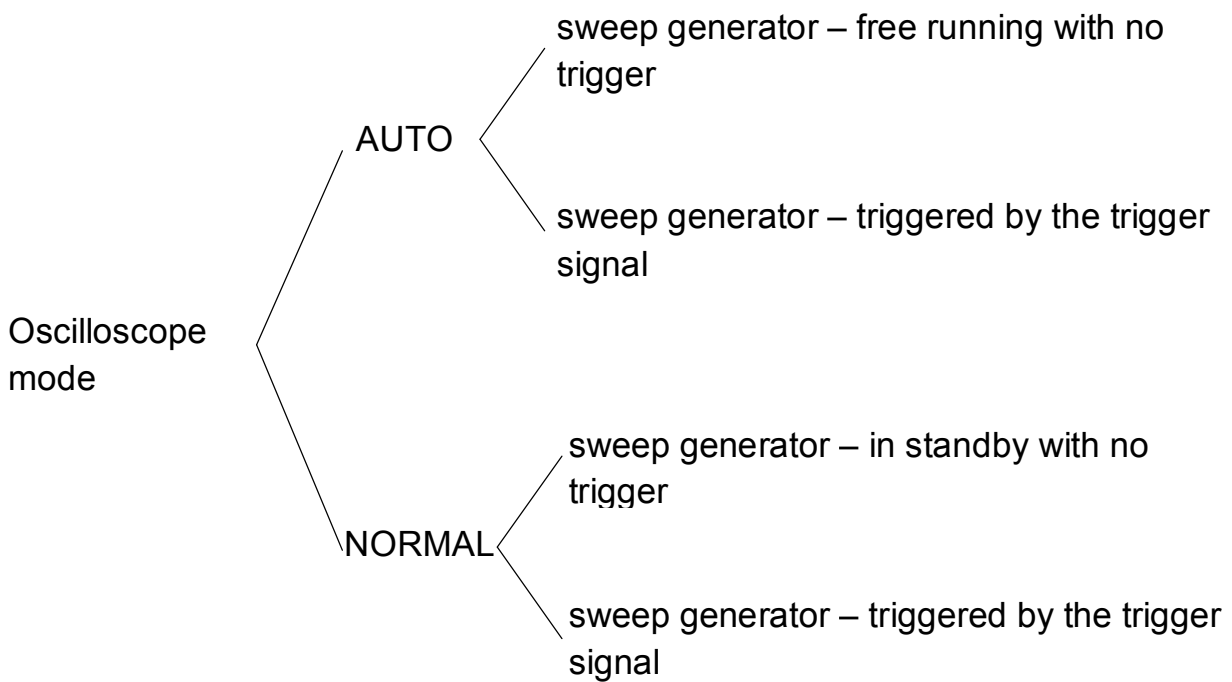 sweep generator – free running with no
trigger
AUTO
sweep generator – triggered by the trigger
signal
Oscilloscope
mode
sweep generator – in standby with no
trigger
NORMAL
sweep generator – triggered by the trigger
signal